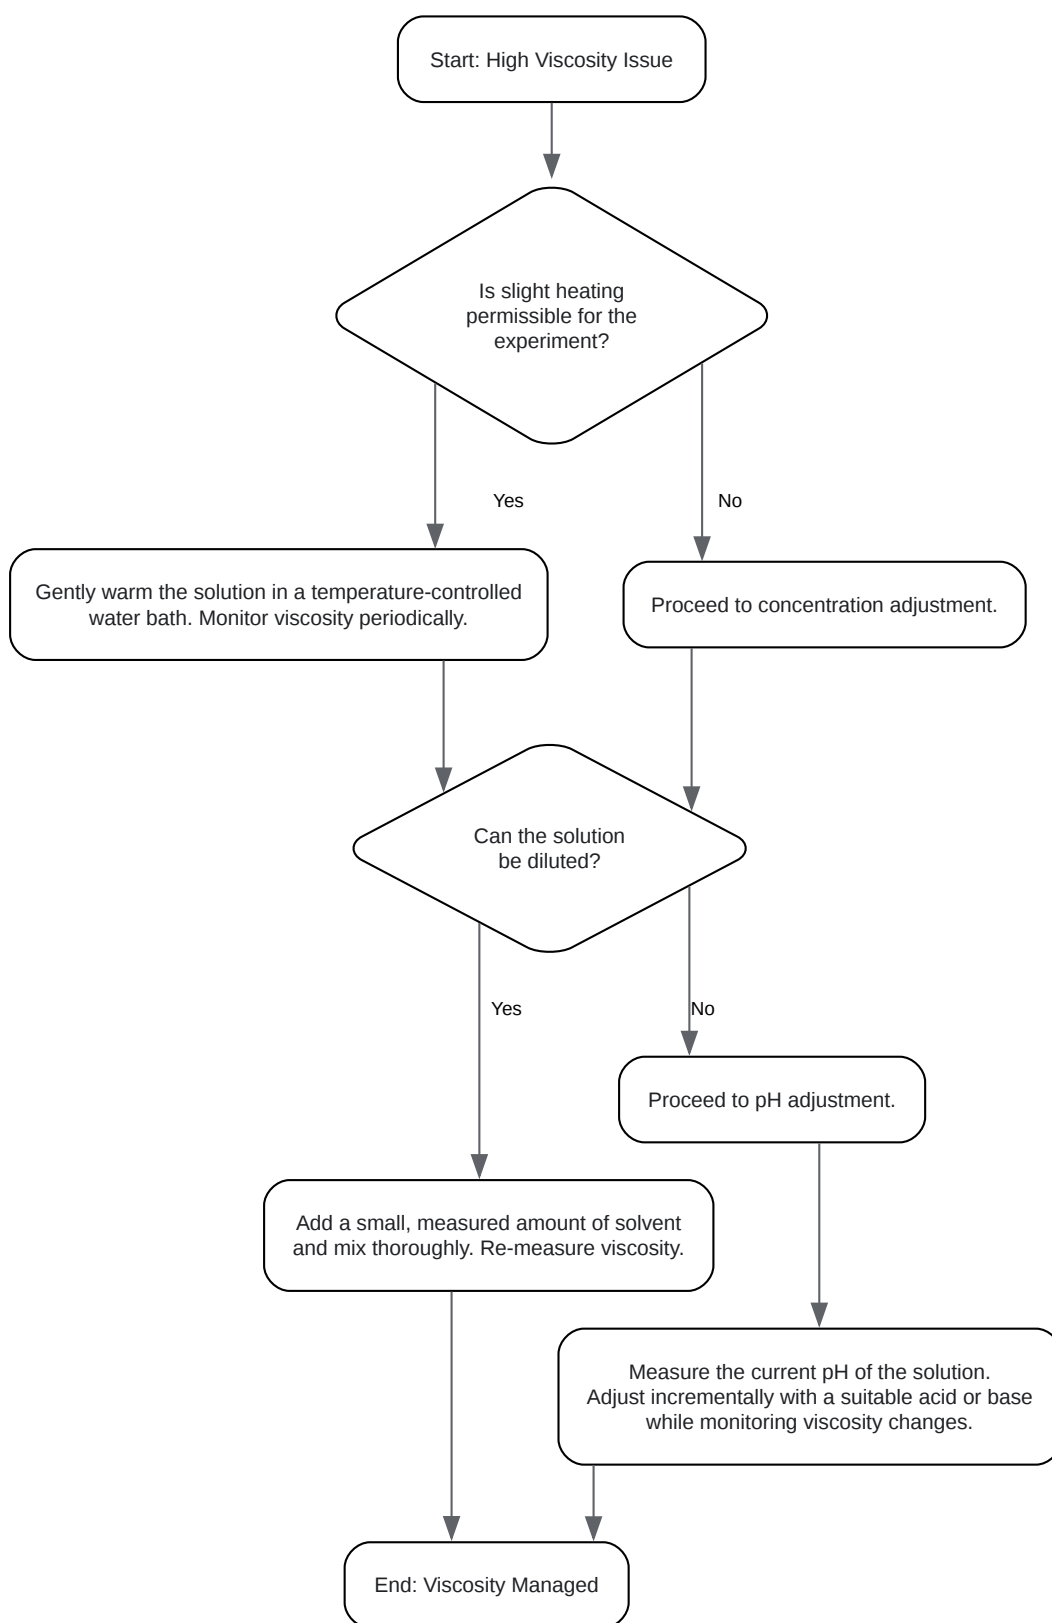 Start: High Viscosity Issue
Is slight heating
permissible for the
experiment?
Yes
No
Gently warm the solution in a temperature-controlled
water bath. Monitor viscosity periodically.
Proceed to concentration adjustment.
Can the solution
be diluted?
Yes
No
Proceed to pH adjustment.
Add a small, measured amount of solvent
and mix thoroughly. Re-measure viscosity.
Measure the current pH of the solution.
Adjust incrementally with a suitable acid or base
while monitoring viscosity changes.
End: Viscosity Managed